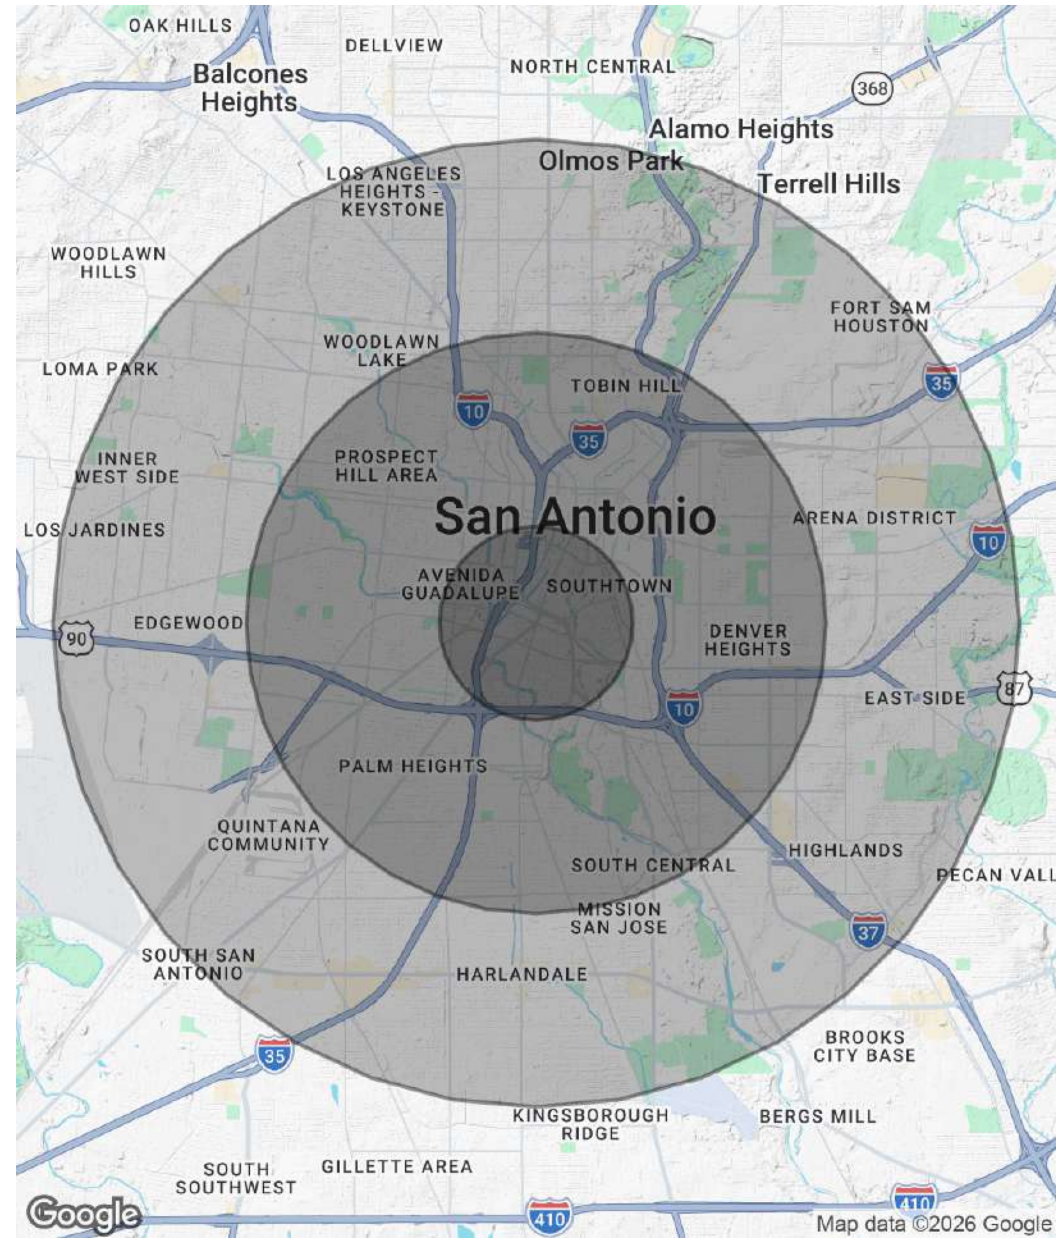 OAK HILLS
DELLVIEW
NORTH CENTRAL
Balcones
Heights
368
Alamo Heights
Olmos Park
LOS ANGELES
HEIGHTS -
KEYSTONE
Terrell Hills
WOODLAWN
HILLS
FORT SAM
HOUSTON
WOODLAWN
LAKE
LOMA PARK
TOBIN HILL
35
10
35
PROSPECT
HILL AREA
INNER
WEST SIDE
San Antonio
ARENA DISTRICT
LOS JARDINES
10
AVENIDA
GUADALUPE
SOUTHTOWN
EDGEWOOD
90
DENVER
HEIGHTS
87
EAST SIDE
10
PALM HEIGHTS
QUINTANA
COMMUNITY
HIGHLANDS
SOUTH CENTRAL
PECAN VALL
MISSION
SAN JOSE
37
SOUTH SAN
ANTONIO
HARLANDALE
BROOKS
CITY BASE
35
KINGSBOROUGH
RIDGE
BERGS MILL
GILLETTE AREA
SOUTH
SOUTHWEST
410
410
Google
Map data ©2026 Google